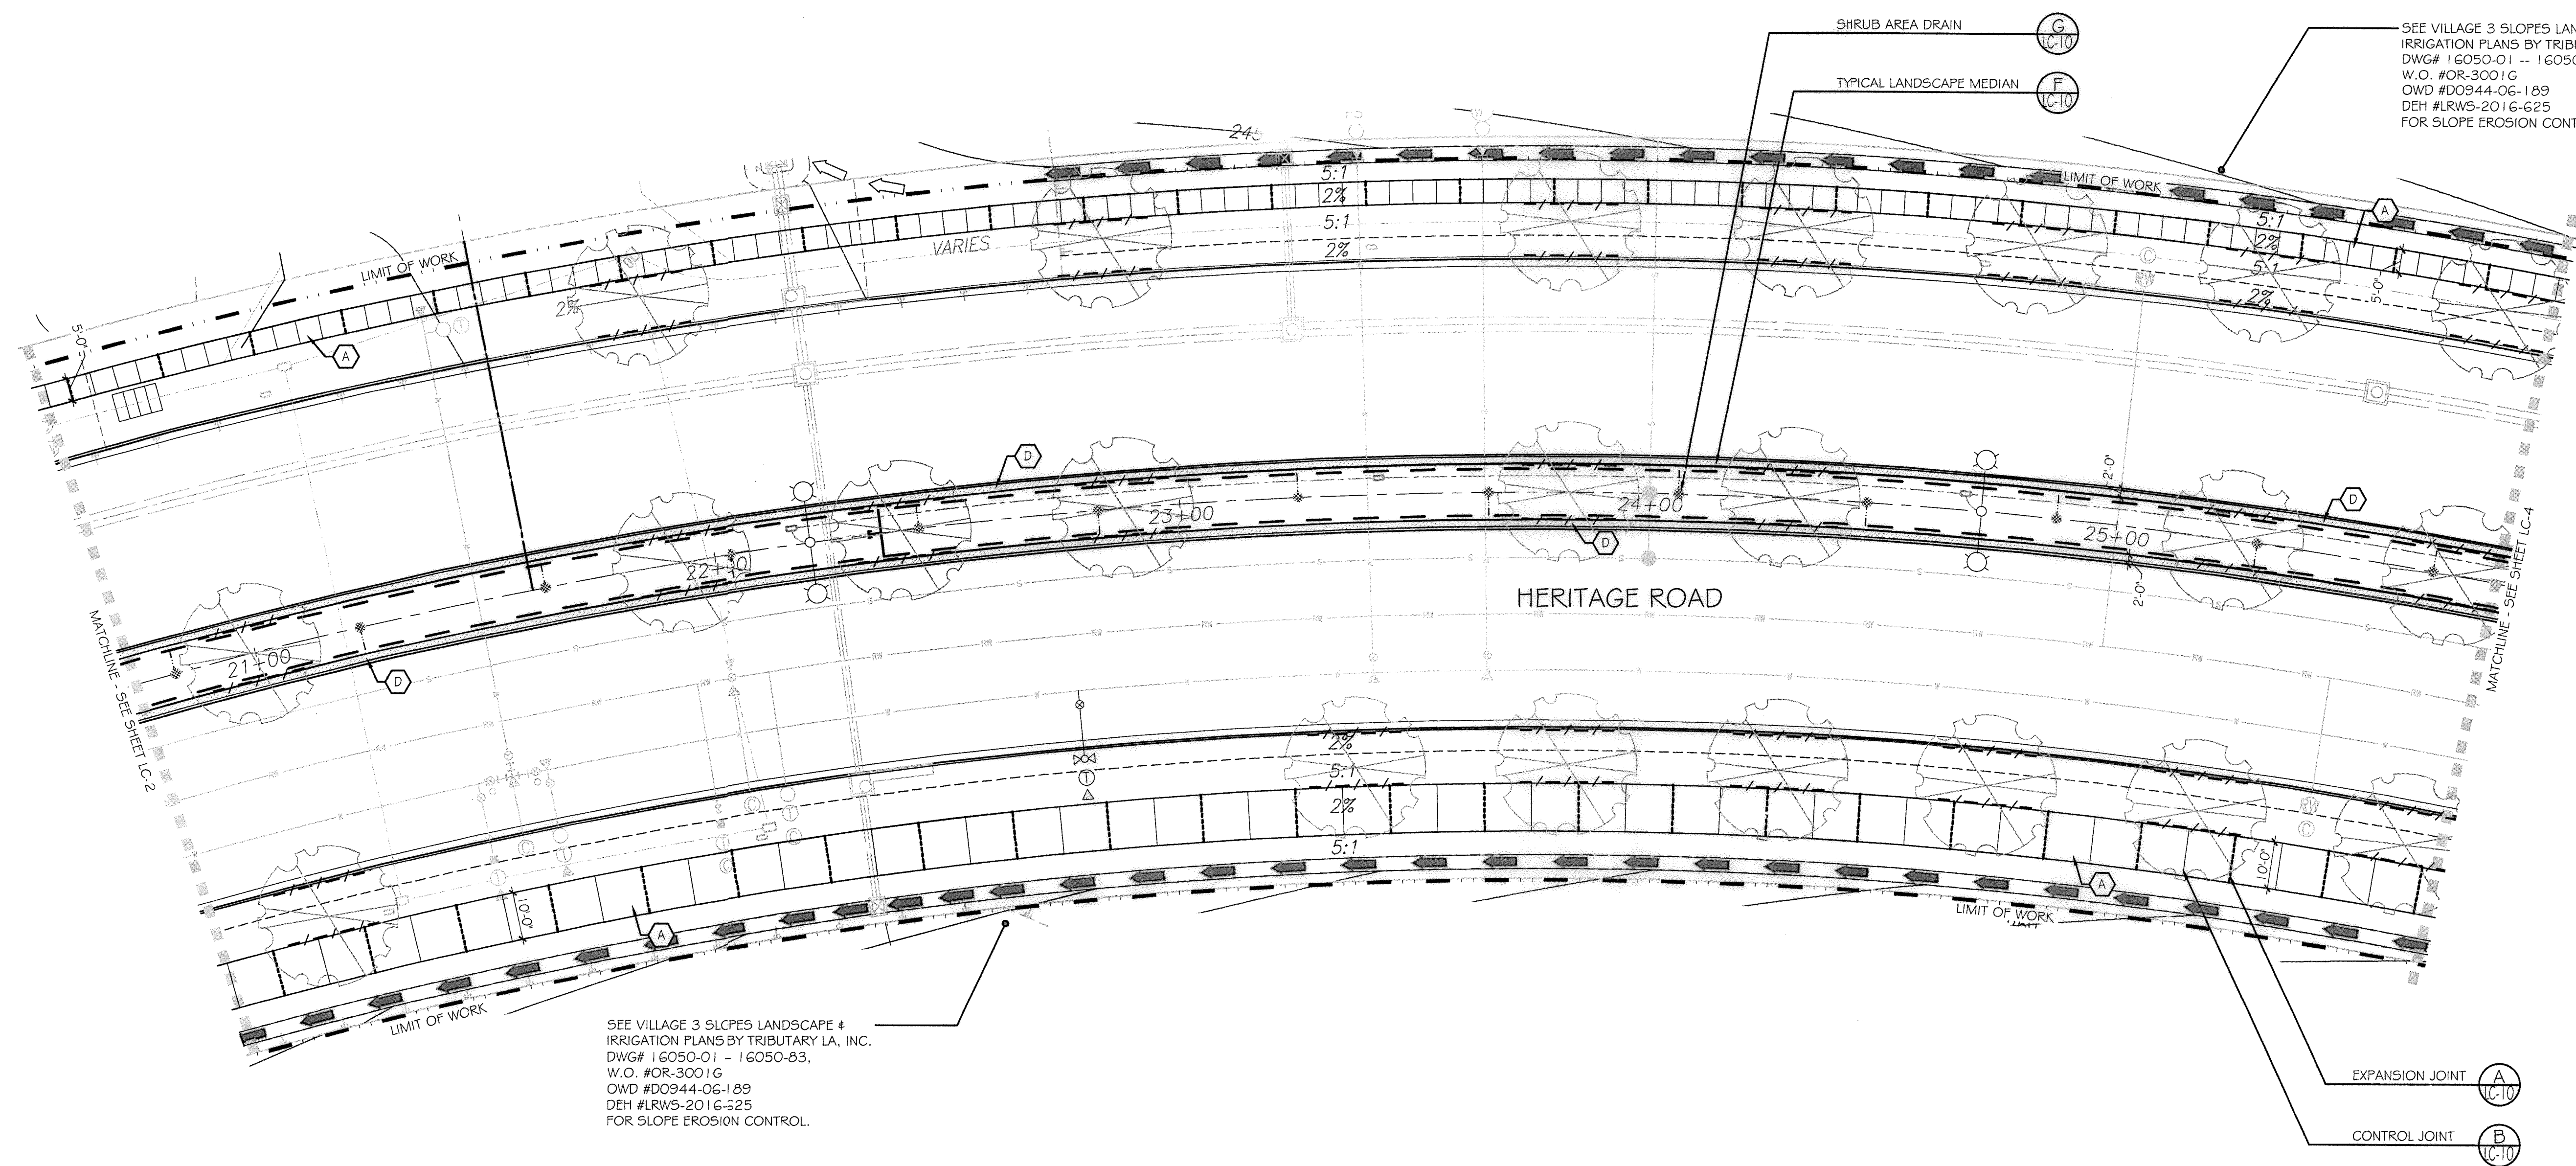 SHRUB AREA DRAIN
G
LC-10
TYPICAL LANDSCAPE MEDIAN
F
LC-10
SEE VILLAGE 3 SLOPES LAN
IRRIGATION PLANS BY TRIB
DWG# 16050-01 -- 1605
W.O. #OR-3001G
OWD #D0944-06-189
DEH #LRWS-2016-625
FOR SLOPE EROSION CONT
LIMIT OF WORK
LIMIT OF WORK
5:1
2%
5:1
2%
VARIES
2%
5:1
2%
5:1
2%
A
A
5'-0"
5'-0"
D
D
D
D
2'-0"
2'-0"
21+00
22+00
23+00
24+00
25+00
HERITAGE ROAD
MATCHLINE - SEE SHEET LC-2
MATCHLINE - SEE SHEET LC-4
2%
5:1
2%
5:1
10'-0"
10'-0"
A
A
LIMIT OF WORK
LIMIT OF WORK
SEE VILLAGE 3 SLOPES LANDSCAPE &
IRRIGATION PLANS BY TRIBUTARY LA, INC.
DWG# 16050-01 - 16050-83,
W.O. #OR-3001G
OWD #D0944-06-189
DEH #LRWS-2016-625
FOR SLOPE EROSION CONTROL.
EXPANSION JOINT
A
LC-10
CONTROL JOINT
B
LC-10